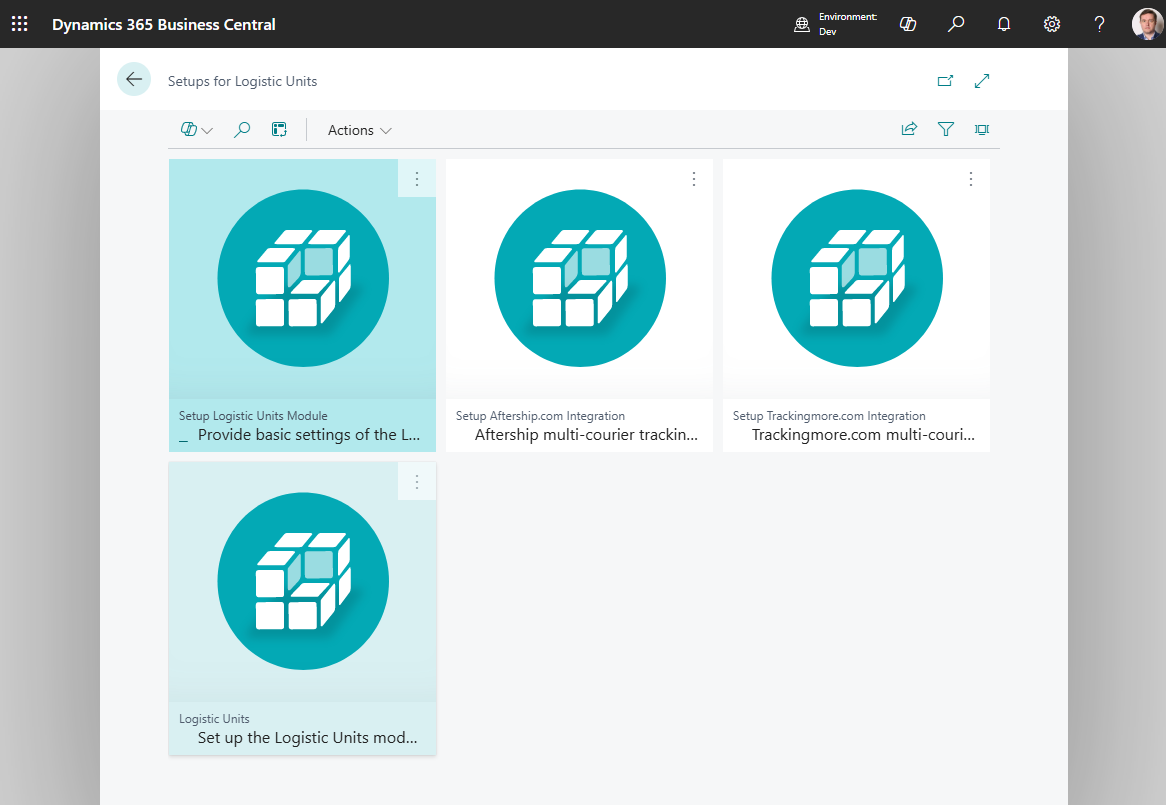 Dynamics 365 Business Central
Environment:
Dev
Setups for Logistic Units
Actions
Setup Logistic Units Module
_ Provide basic settings of the L...
Setup Aftership.com Integration
Aftership multi-courier trackin...
Setup Trackingmore.com Integration
Trackingmore.com multi-couri...
Logistic Units
Set up the Logistic Units mod...